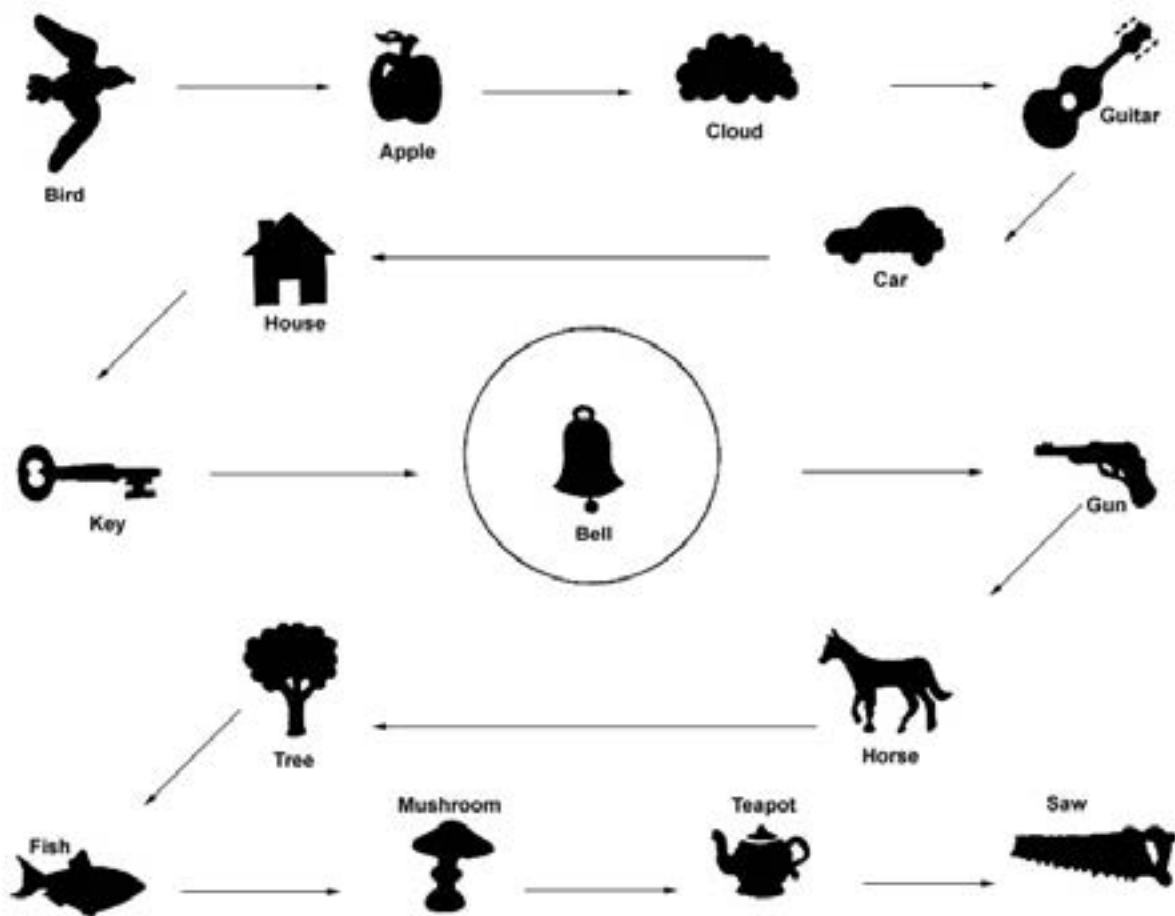 Bird
Apple
Cloud
Guitar
Car
House
Key
Bell
Gun
Horse
Tree
Fish
Mushroom
Teapot
Saw